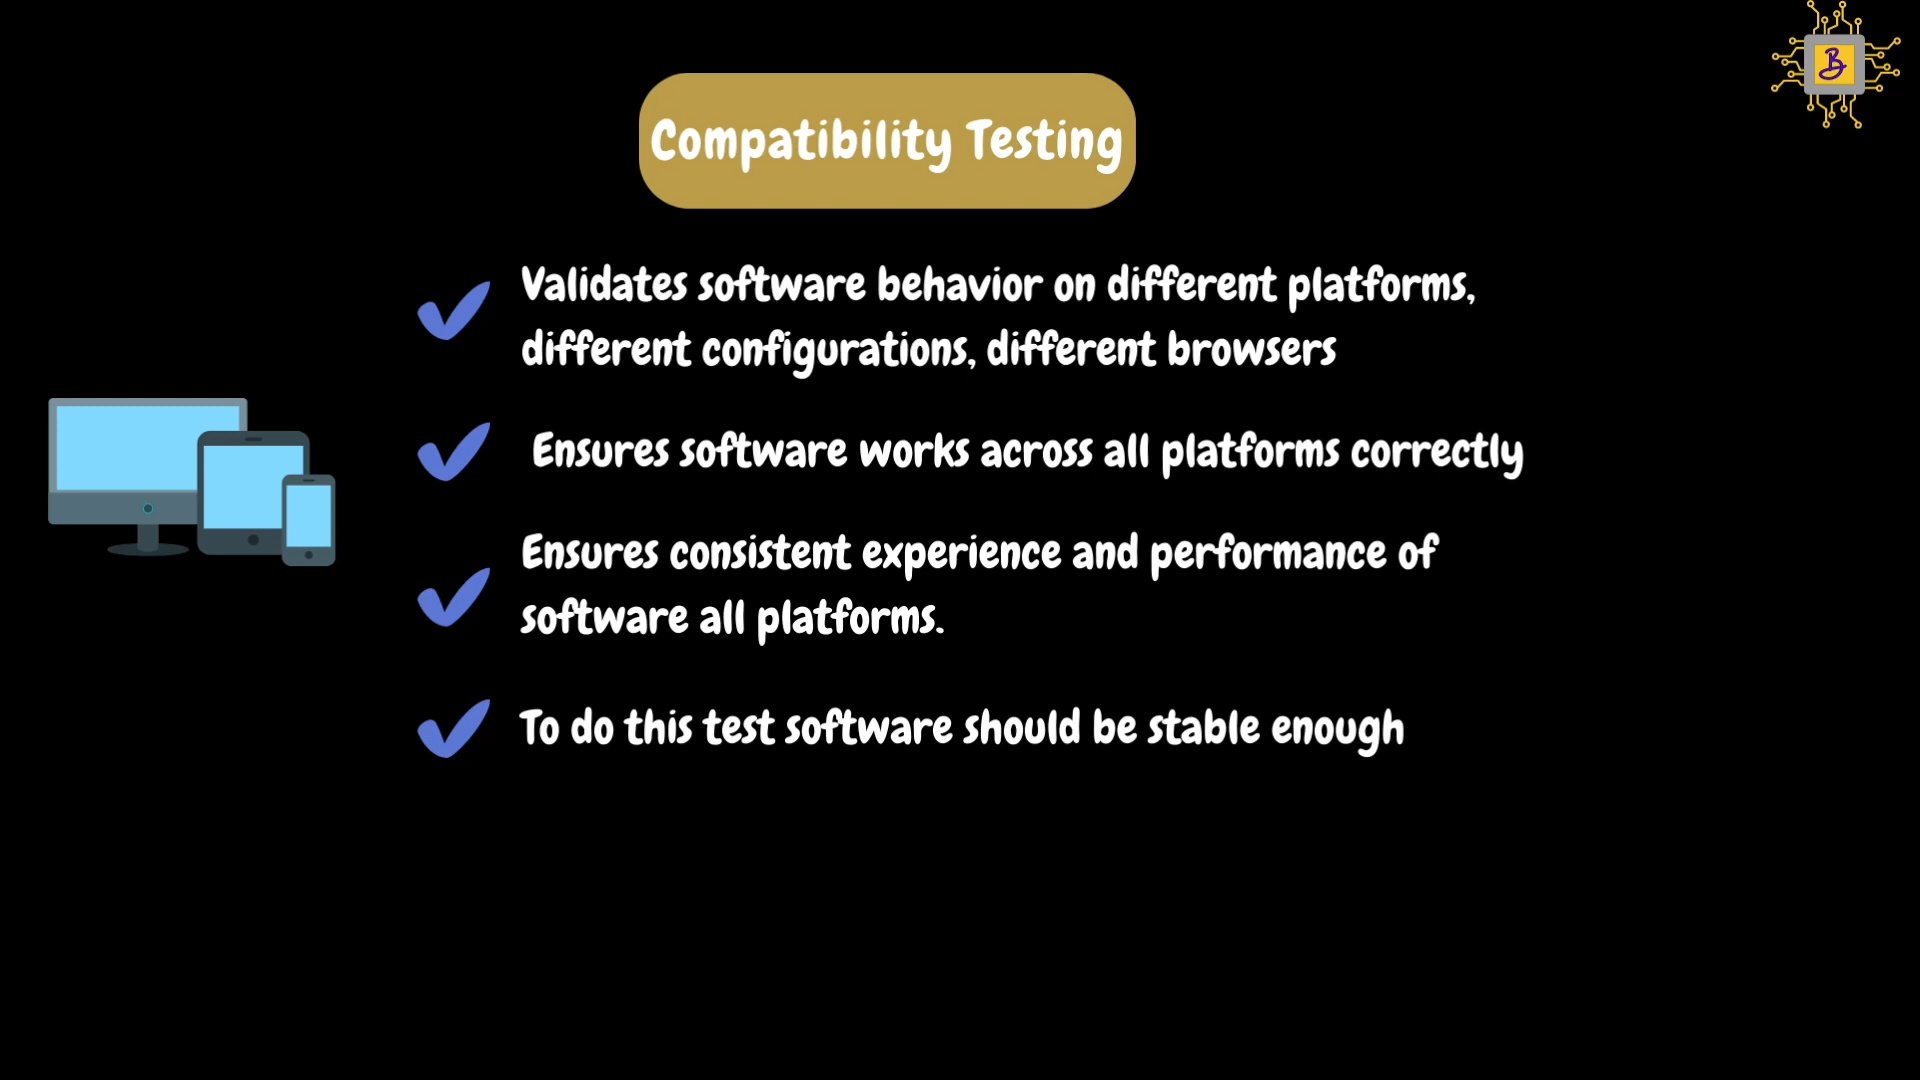 B
Compatibility Testing
Validates software behavior on different platforms,
different configurations, different browsers
Ensures software works across all platforms correctly
Ensures consistent experience and performance of
software all platforms.
To do this test software should be stable enough